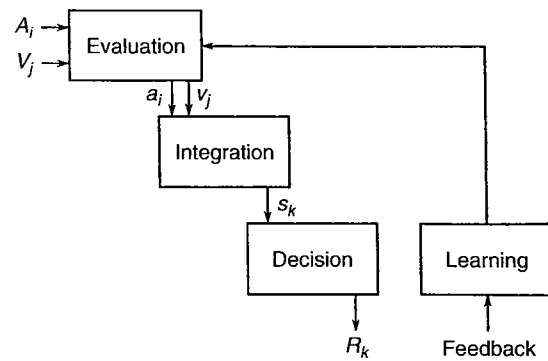 A_i
Evaluation
V_j
a_i v_j
Integration
s_k
Decision
Learning
R_k
Feedback